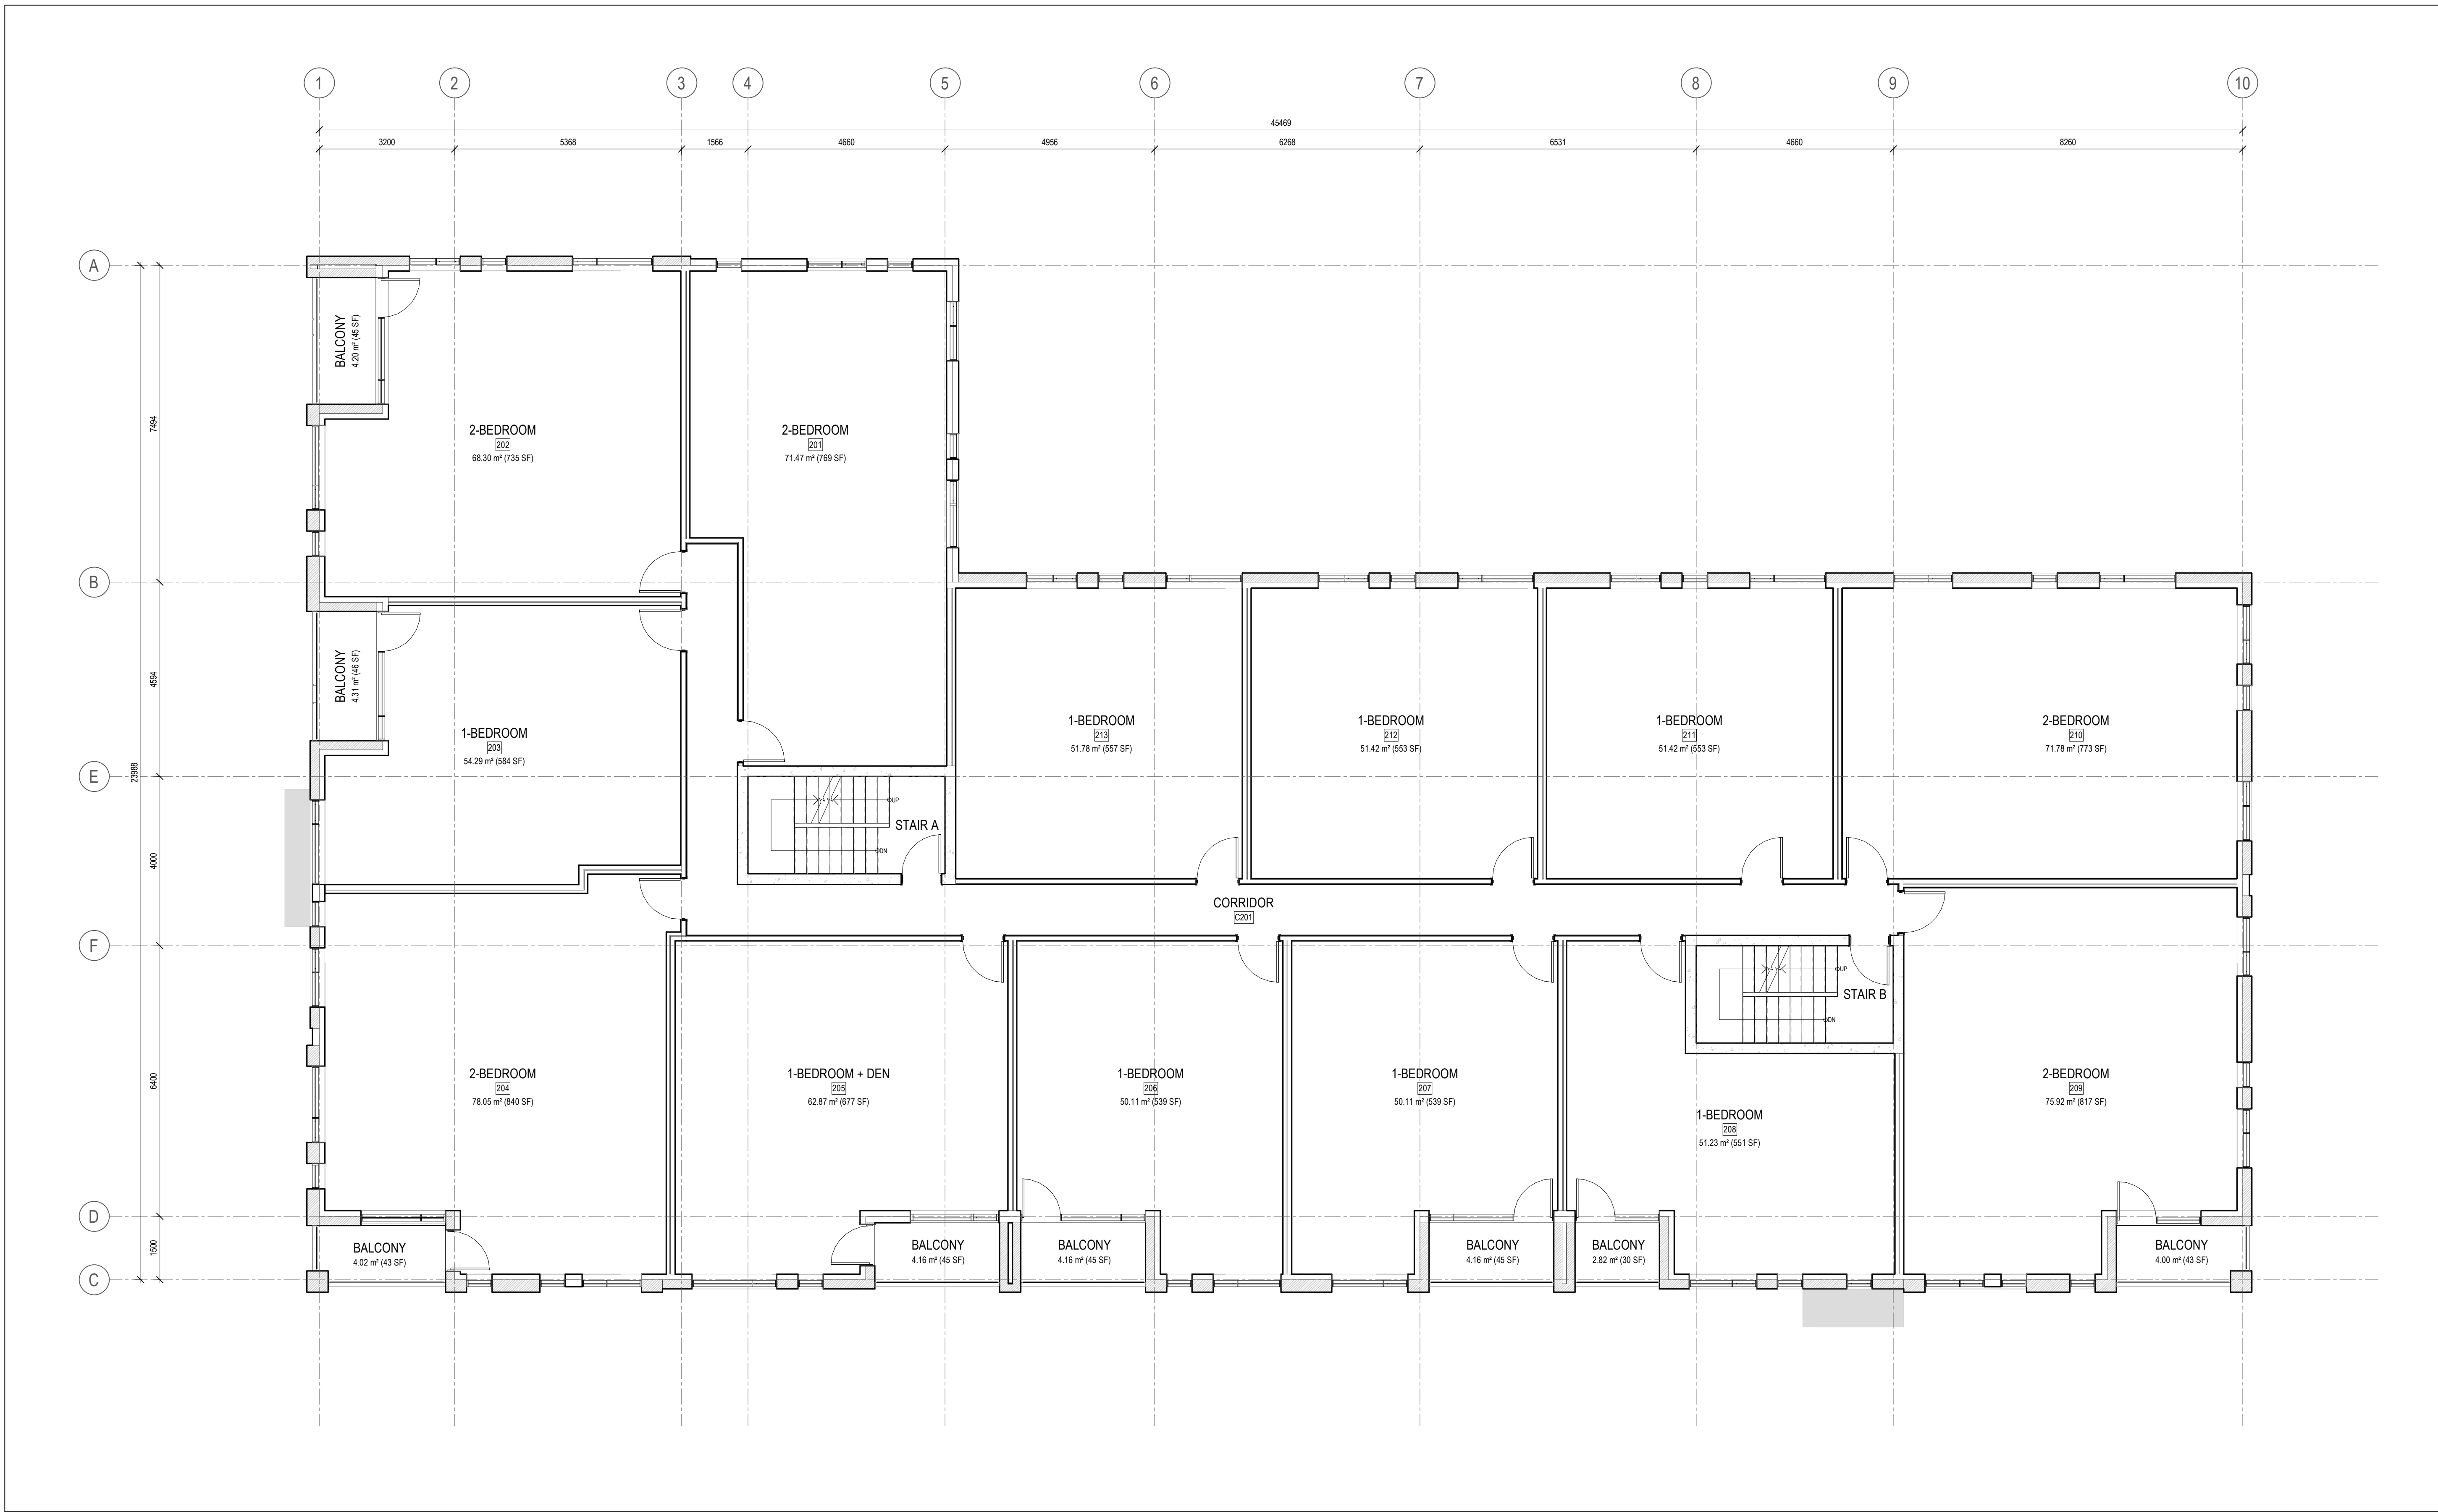 1
2
3
4
5
6
7
8
9
10
45469
3200
5368
1566
4660
4956
6268
6531
4660
8260
A
B
E
F
D
C
23988
7494
4594
4000
6400
1500
BALCONY
4.20 m² (45 SF)
2-BEDROOM
202
68.30 m² (735 SF)
2-BEDROOM
201
71.47 m² (769 SF)
BALCONY
4.31 m² (46 SF)
1-BEDROOM
203
54.29 m² (584 SF)
1-BEDROOM
213
51.78 m² (557 SF)
1-BEDROOM
212
51.42 m² (553 SF)
1-BEDROOM
211
51.42 m² (553 SF)
2-BEDROOM
210
71.78 m² (773 SF)
UP
STAIR A
DN
CORRIDOR
C201
UP
STAIR B
DN
2-BEDROOM
204
78.05 m² (840 SF)
1-BEDROOM + DEN
205
62.87 m² (677 SF)
1-BEDROOM
206
50.11 m² (539 SF)
1-BEDROOM
207
50.11 m² (539 SF)
1-BEDROOM
208
51.23 m² (551 SF)
2-BEDROOM
209
75.92 m² (817 SF)
BALCONY
4.02 m² (43 SF)
BALCONY
4.16 m² (45 SF)
BALCONY
4.16 m² (45 SF)
BALCONY
4.16 m² (45 SF)
BALCONY
2.82 m² (30 SF)
BALCONY
4.00 m² (43 SF)